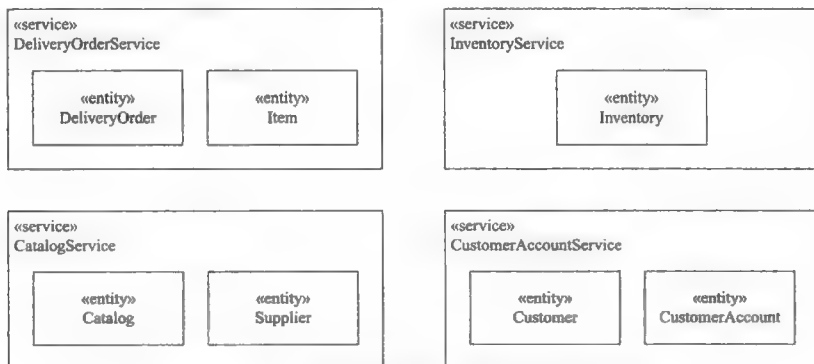 «service»
DeliveryOrderService
«entity»
DeliveryOrder
«entity»
Item
«service»
InventoryService
«entity»
Inventory
«service»
CatalogService
«entity»
Catalog
«entity»
Supplier
«service»
CustomerAccountService
«entity»
Customer
«entity»
CustomerAccount